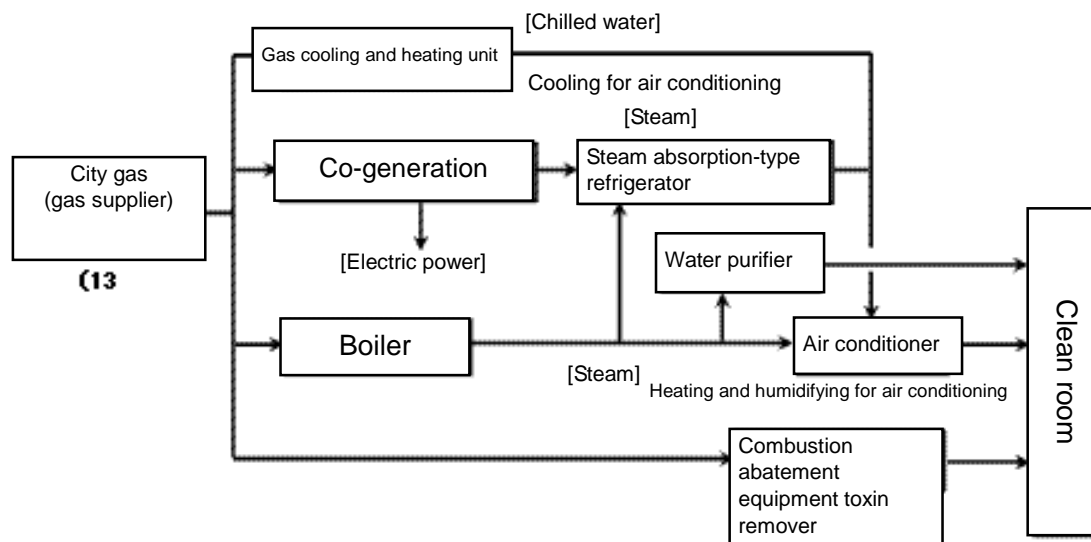 [Chilled water]
Gas cooling and heating unit
Cooling for air conditioning
[Steam]
City gas
(gas supplier)
(13
Co-generation
Steam absorption-type
refrigerator
[Electric power]
Water purifier
Boiler
[Steam]
Air conditioner
Heating and humidifying for air conditioning
Combustion
abatement
equipment toxin
remover
Clean room